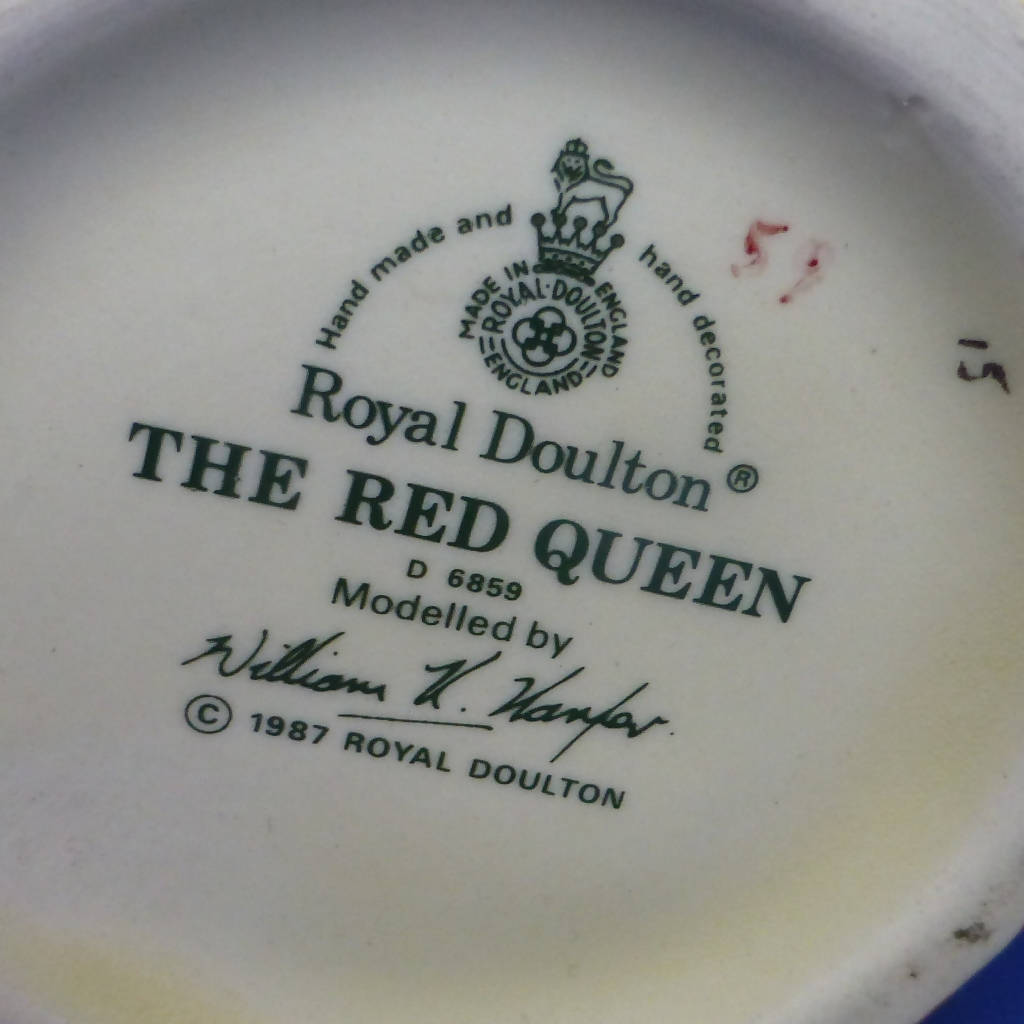 Hand made and hand decorated
MADE IN ENGLAND
ROYAL·DOULTON
ENGLAND
Royal Doulton®
THE RED QUEEN
D 6859
Modelled by
William K. Harper
© 1987 ROYAL DOULTON
15